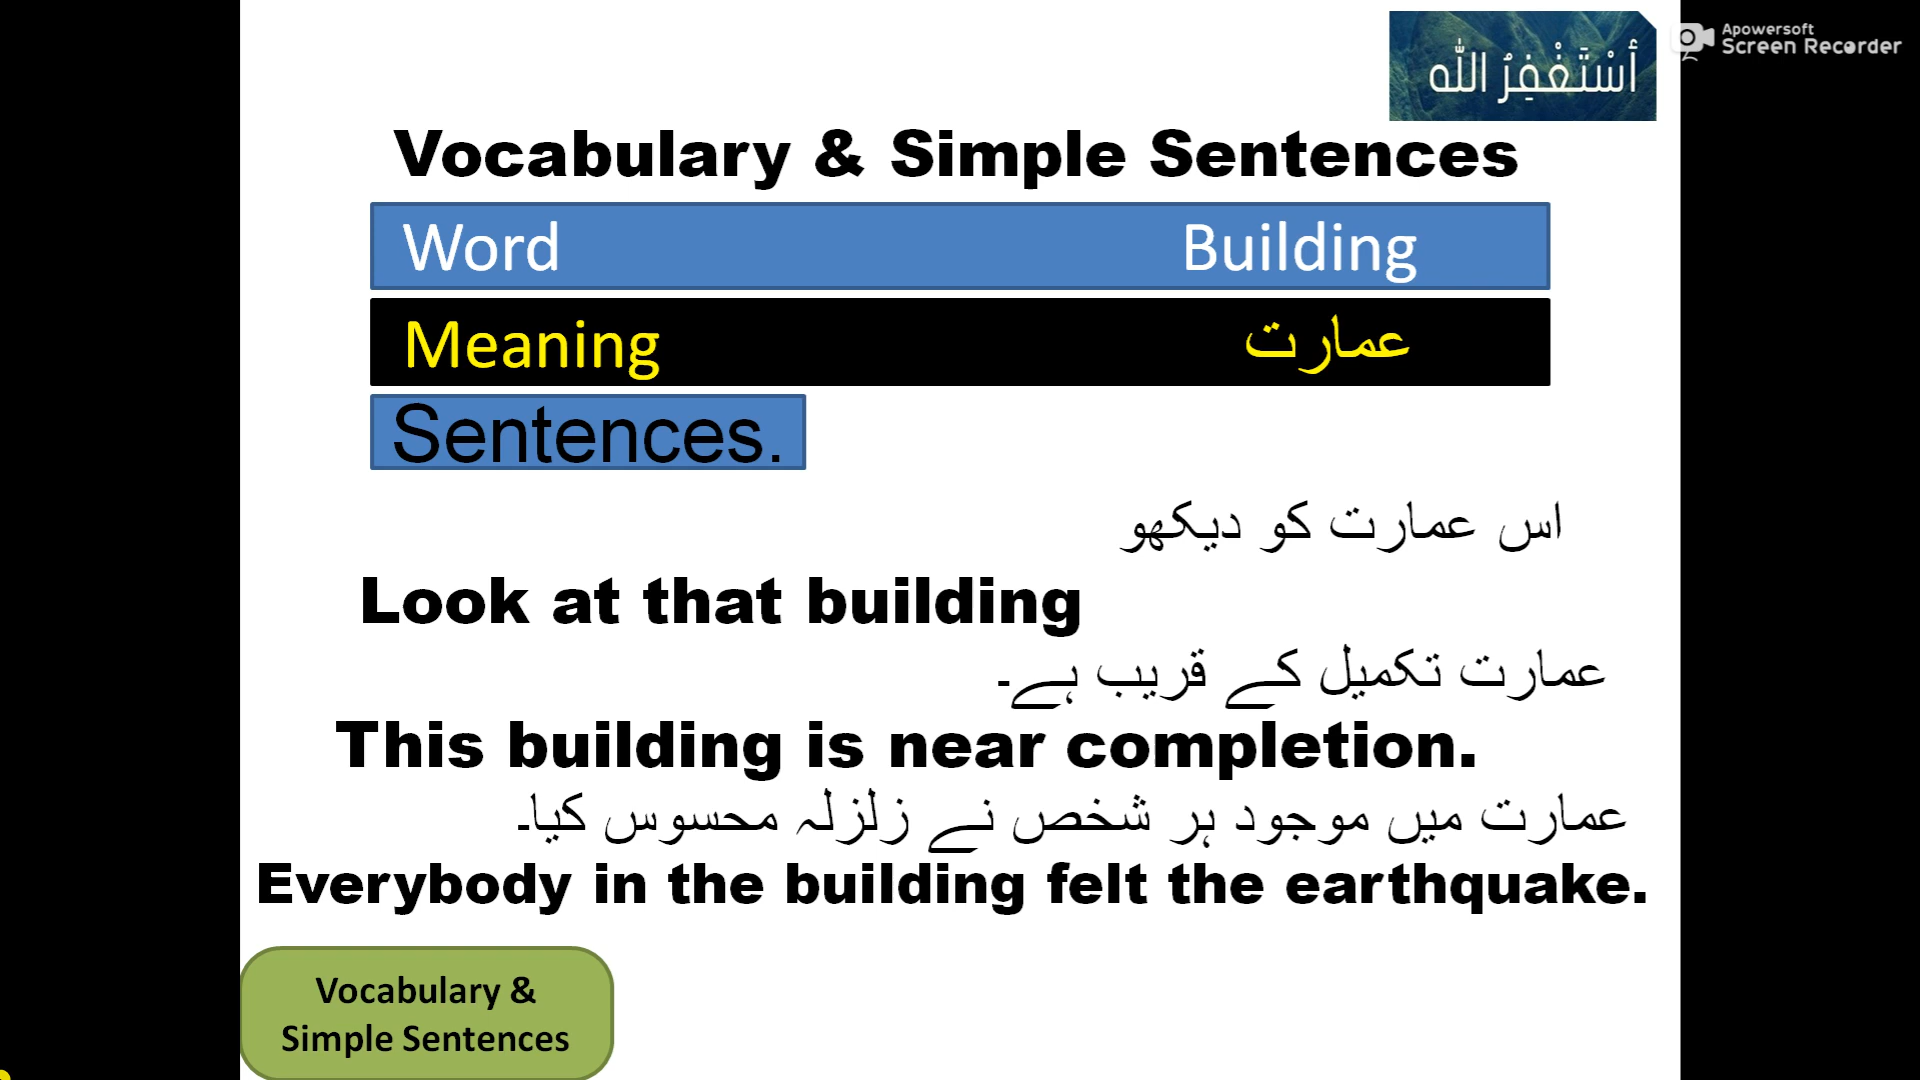 أسْتَغْفِرُ الله
Apowersoft
Screen Recorder
Vocabulary & Simple Sentences
Word Building
Meaning عمارت
Sentences.
اس عمارت کو دیکھو
Look at that building
عمارت تکمیل کے قریب ہے۔
This building is near completion.
عمارت میں موجود ہر شخص نے زلزلہ محسوس کیا۔
Everybody in the building felt the earthquake.
Vocabulary &
Simple Sentences